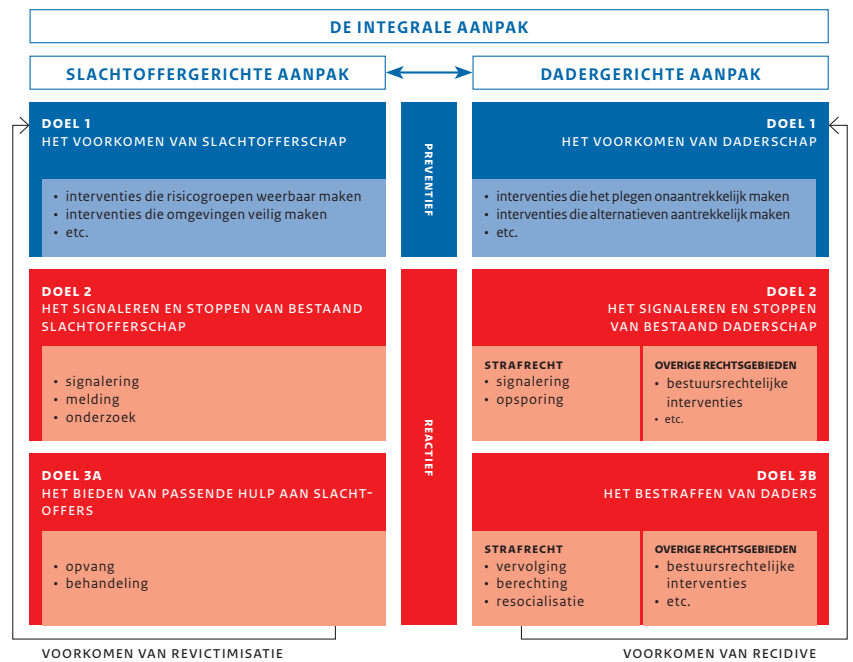 DE INTEGRALE AANPAK
SLACHTOFFERGERICHTE AANPAK
DADERGERICHTE AANPAK
DOEL 1
HET VOORKOMEN VAN SLACHTOFFERSCHAP
• interventies die risicogroepen weerbaar maken
• interventies die omgevingen veilig maken
• etc.
PREVENTIEF
DOEL 1
HET VOORKOMEN VAN DADERSCHAP
• interventies die het plegen onaantrekkelijk maken
• interventies die alternatieven aantrekkelijk maken
• etc.
DOEL 2
HET SIGNALEREN EN STOPPEN VAN BESTAAND
SLACHTOFFERSCHAP
• signalering
• melding
• onderzoek
REACTIEF
DOEL 2
HET SIGNALEREN EN STOPPEN
VAN BESTAAND DADERSCHAP
STRAFRECHT
• signalering
• opsporing
OVERIGE RECHTSGEBIEDEN
• bestuursrechtelijke
interventies
• etc.
DOEL 3A
HET BIEDEN VAN PASSENDE HULP AAN SLACHT-
OFFERS
• opvang
• behandeling
DOEL 3B
HET BESTRAFFEN VAN DADERS
STRAFRECHT
• vervolging
• berechting
• resocialisatie
OVERIGE RECHTSGEBIEDEN
• bestuursrechtelijke
interventies
• etc.
VOORKOMEN VAN REVICTIMISATIE
VOORKOMEN VAN RECIDIVE